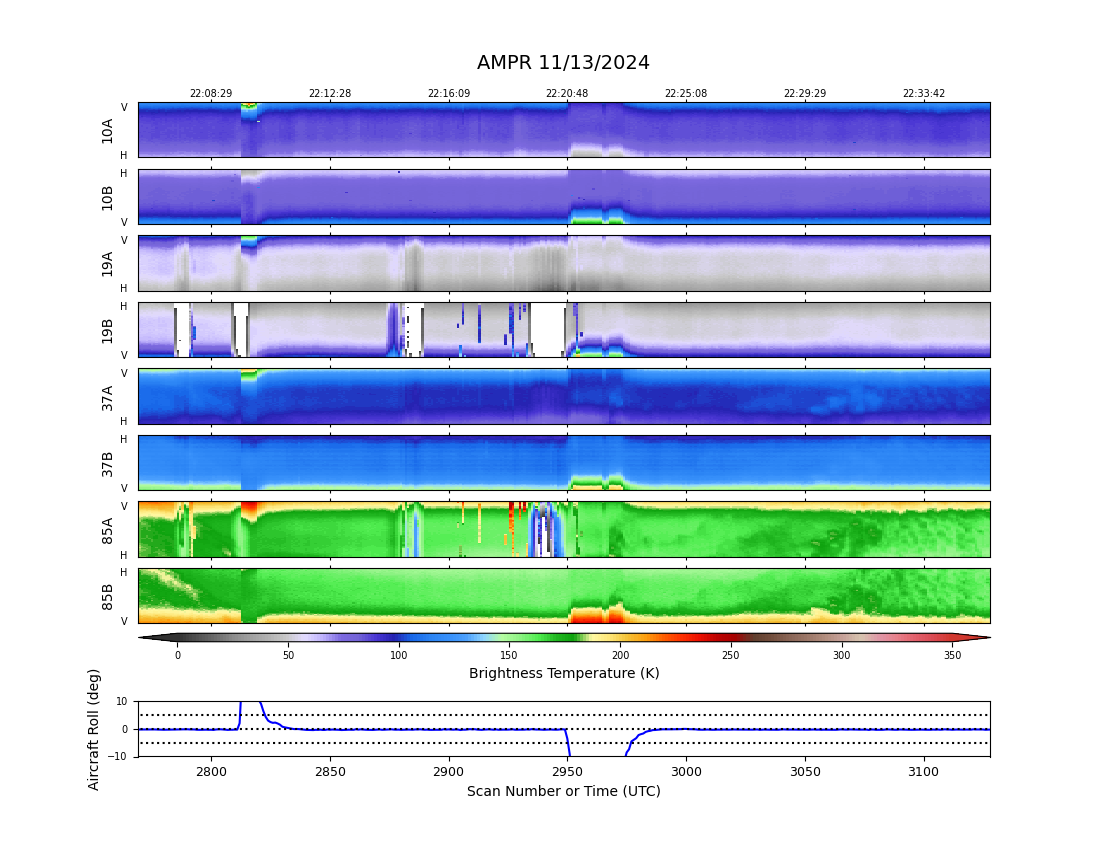 AMPR 11/13/2024
22:08:29 22:12:28 22:16:09 22:20:48 22:25:08 22:29:29 22:33:42
V
10A
H
H
10B
V
V
19A
H
H
19B
V
V
37A
H
H
37B
V
V
85A
H
H
85B
V
0 50 100 150 200 250 300 350
Brightness Temperature (K)
Aircraft Roll (deg)
10
0
−10
2800 2850 2900 2950 3000 3050 3100
Scan Number or Time (UTC)